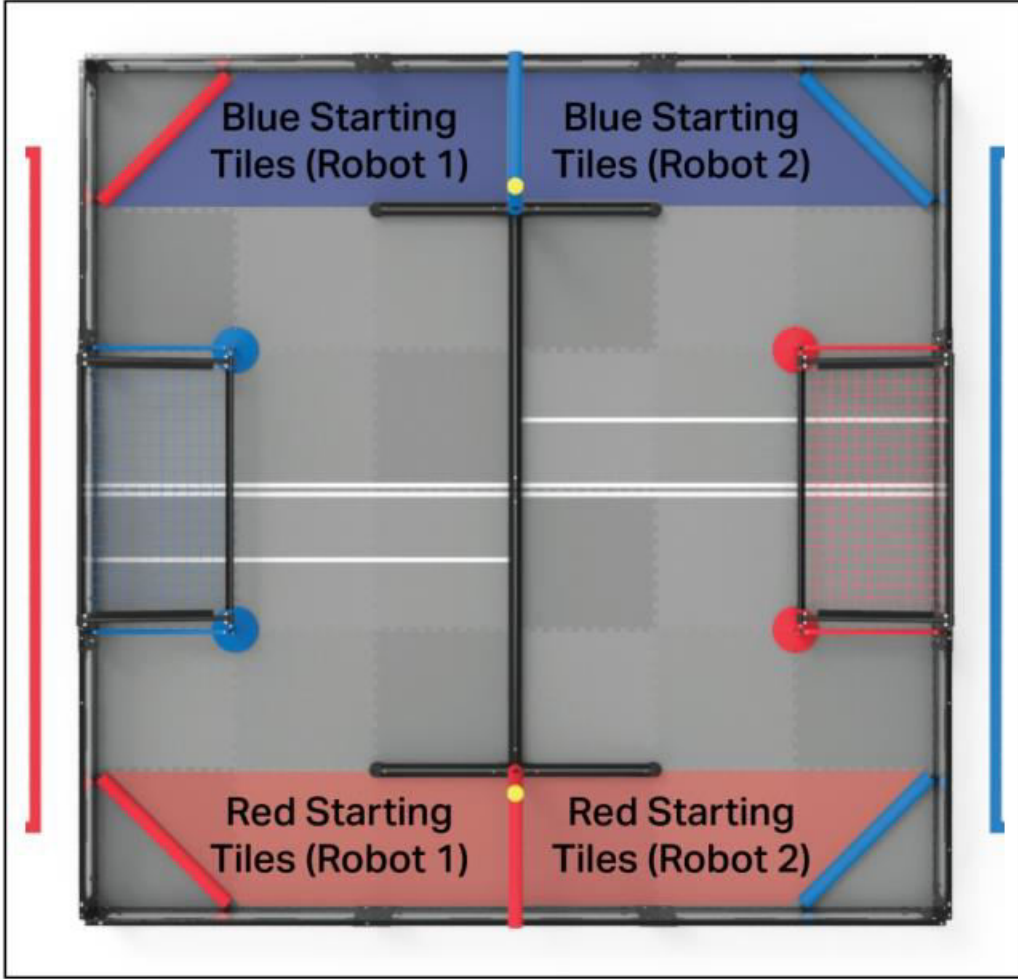 Blue Starting
Tiles (Robot 1)
Blue Starting
Tiles (Robot 2)
Red Starting
Tiles (Robot 1)
Red Starting
Tiles (Robot 2)